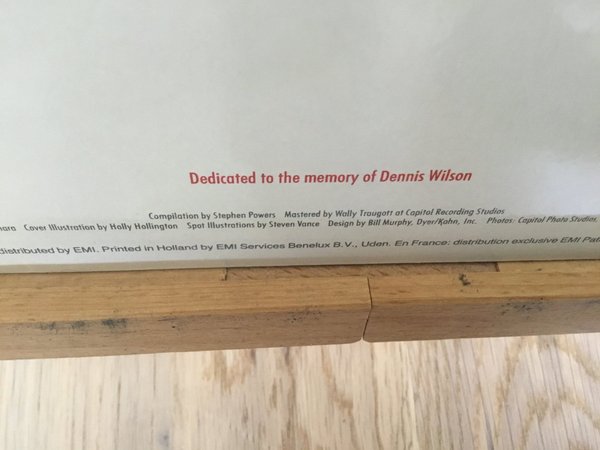 Dedicated to the memory of Dennis Wilson
Compilation by Stephen Powers Mastered by Wally Traugott at Capitol Recording Studios
Cover Illustration by Holly Hollington Spot Illustrations by Steven Vance Design by Bill Murphy, Dyer/Kahn, Inc. Photos: Capitol Photo Studios,
distributed by EMI. Printed in Holland by EMI Services Benelux B.V., Uden. En France: distribution exclusive EMI